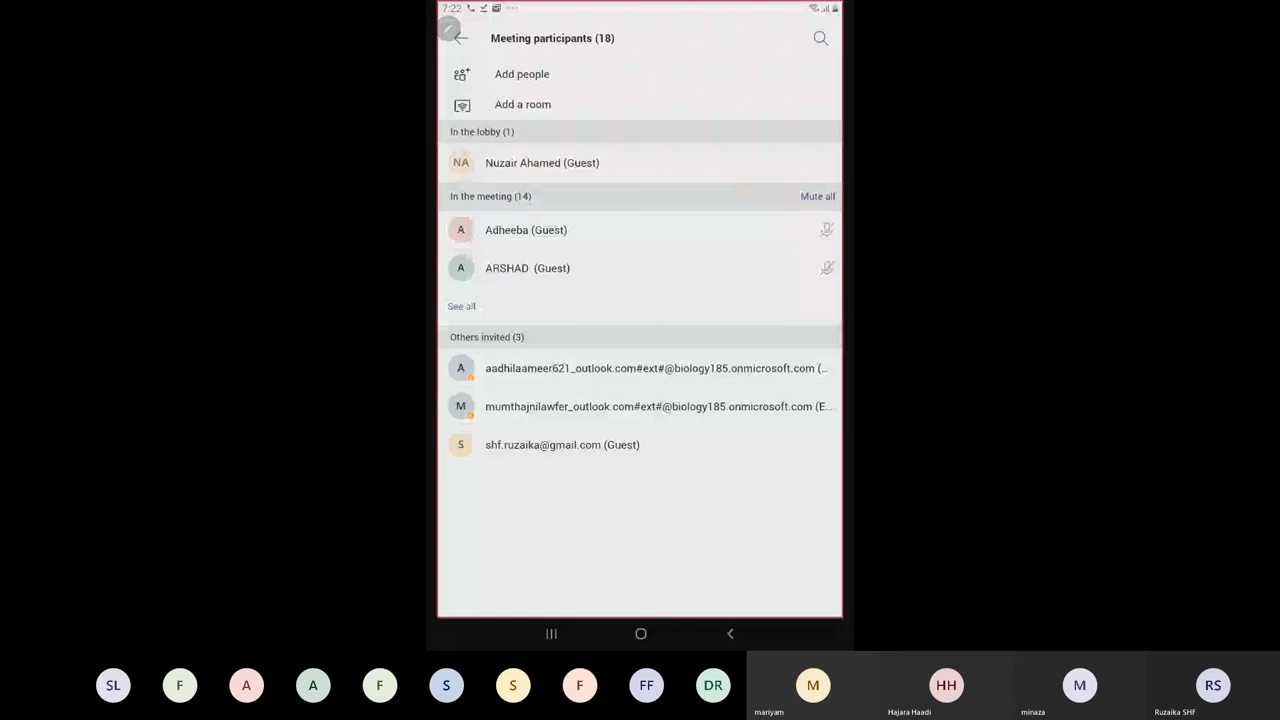 7:22
Meeting participants (18)
Add people
Add a room
In the lobby (1)
NA Nuzair Ahamed (Guest)
In the meeting (14) Mute all
A Adheeba (Guest)
A ARSHAD (Guest)
See all
Others invited (3)
A aadhilaameer621_outlook.com#ext#@biology185.onmicrosoft.com (...
M mumthajnilawfer_outlook.com#ext#@biology185.onmicrosoft.com (E...
S shf.ruzaika@gmail.com (Guest)
SL F A A F S S F FF DR M HH M RS
mariyam Hajara Haadi minaza Ruzaika SHF